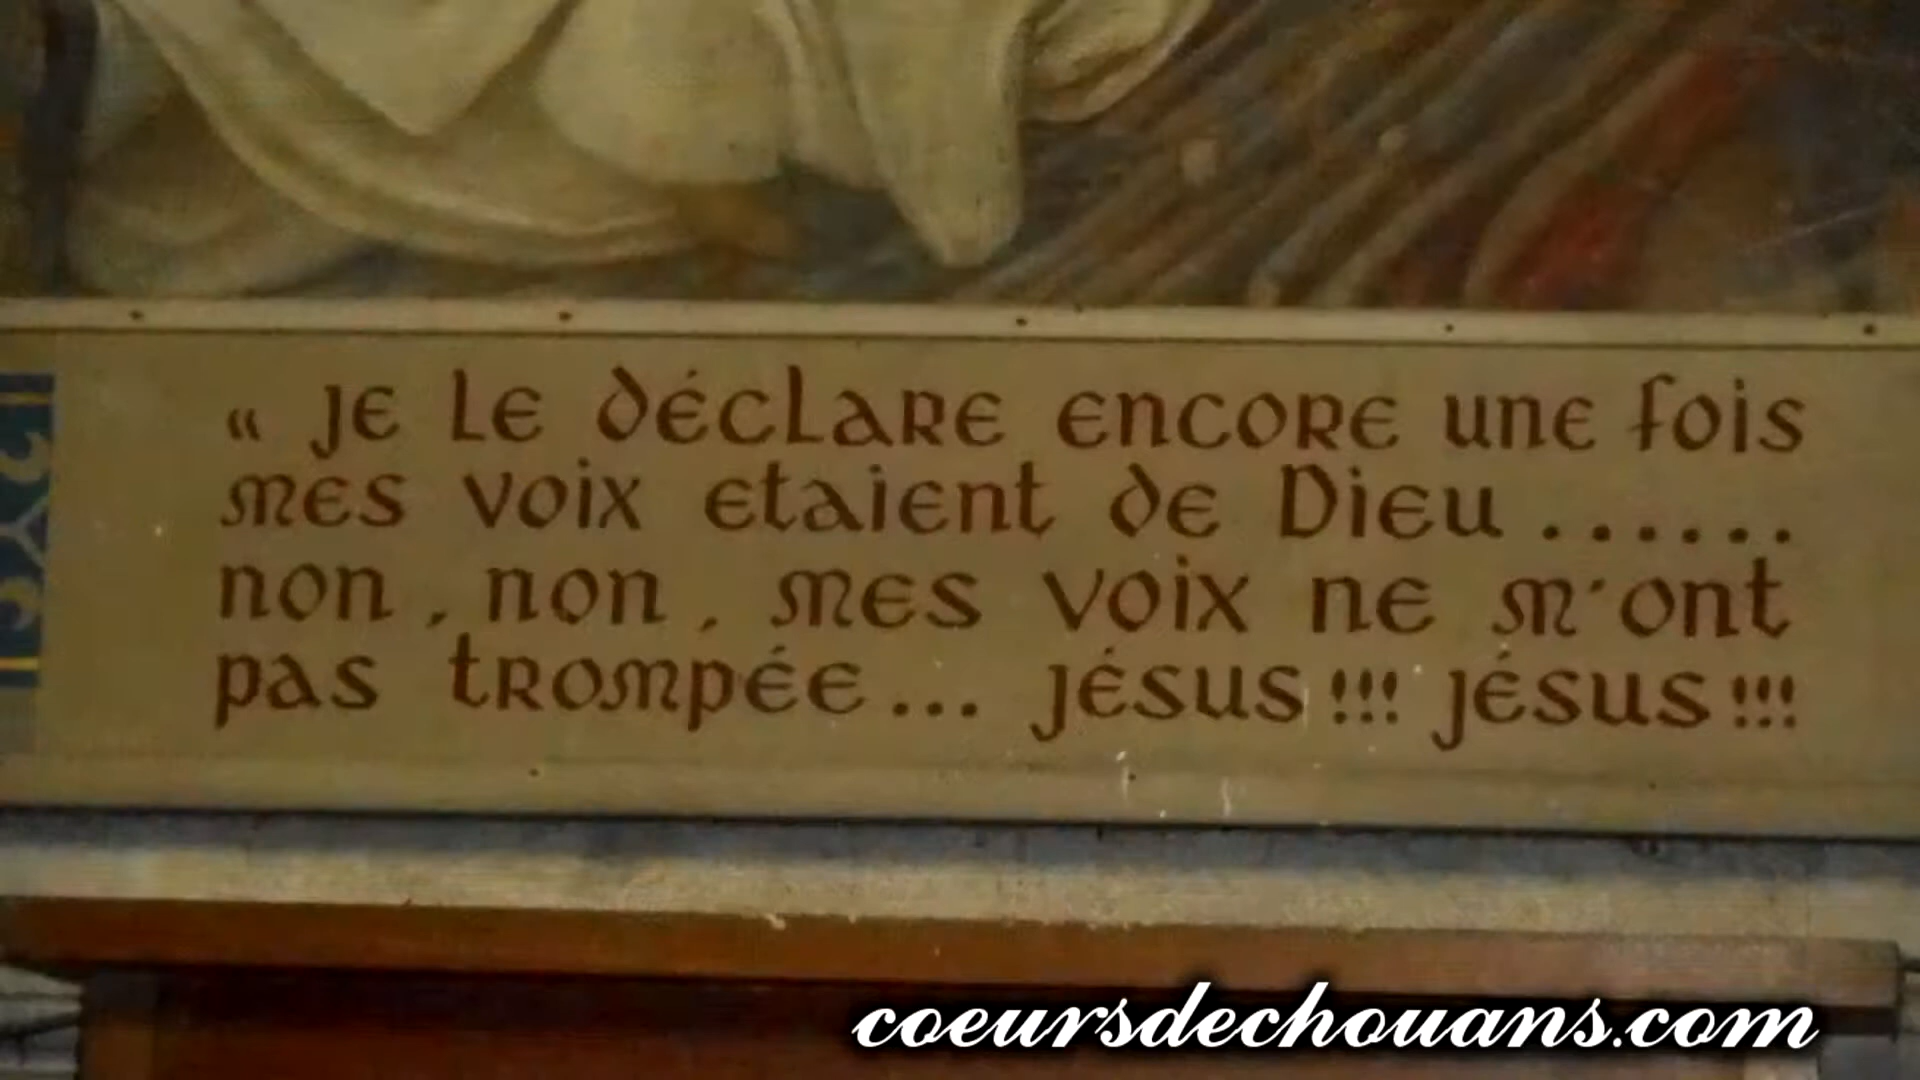 « Je le déclare encore une fois
mes voix etaient de Dieu ......
non, non, mes voix ne m'ont
pas trompée... Jésus!!! Jésus!!!
coeursdechouans.com